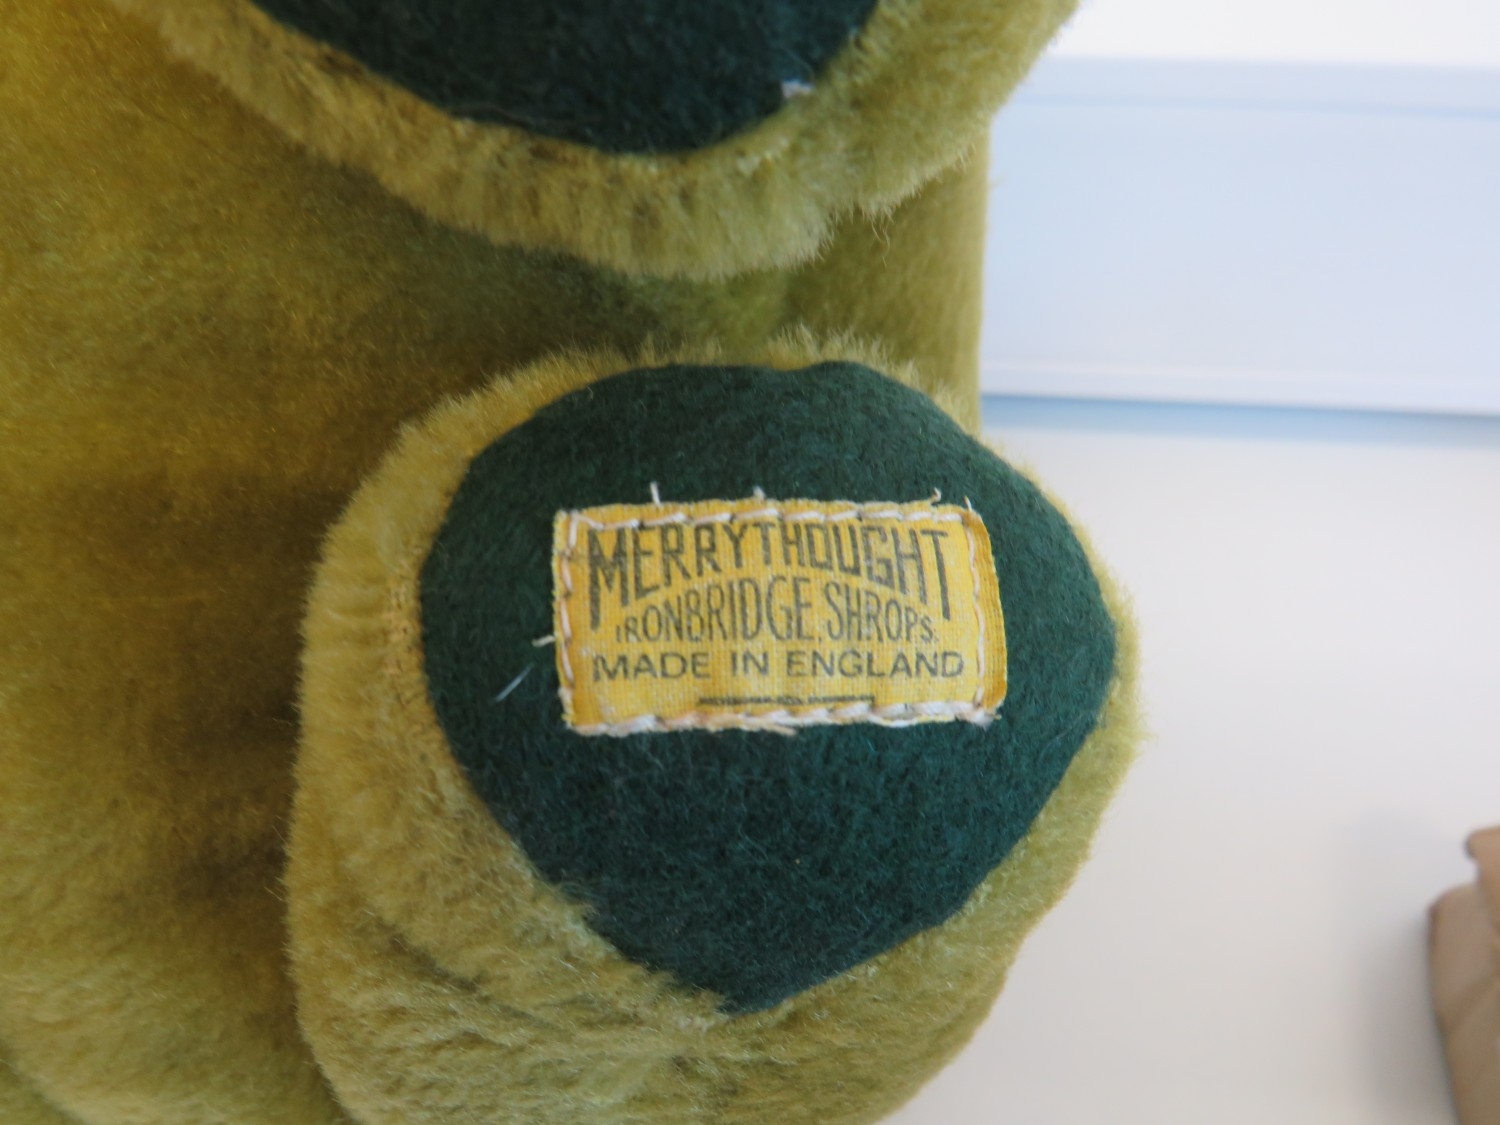 MERRYTHOUGHT
IRONBRIDGE, SHROPS.
MADE IN ENGLAND